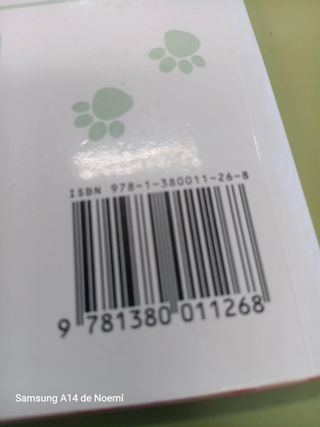 ISBN 978-1-380011-26-8
9 781380 011268
Samsung A14 de Noemí